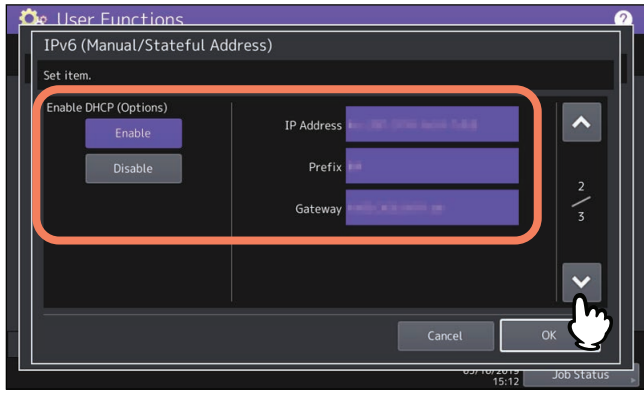 User Functions
?
IPv6 (Manual/Stateful Address)
Set item.
Enable DHCP (Options)
Enable
Disable
IP Address
Prefix
Gateway
2
3
Cancel
OK
15:12
Job Status